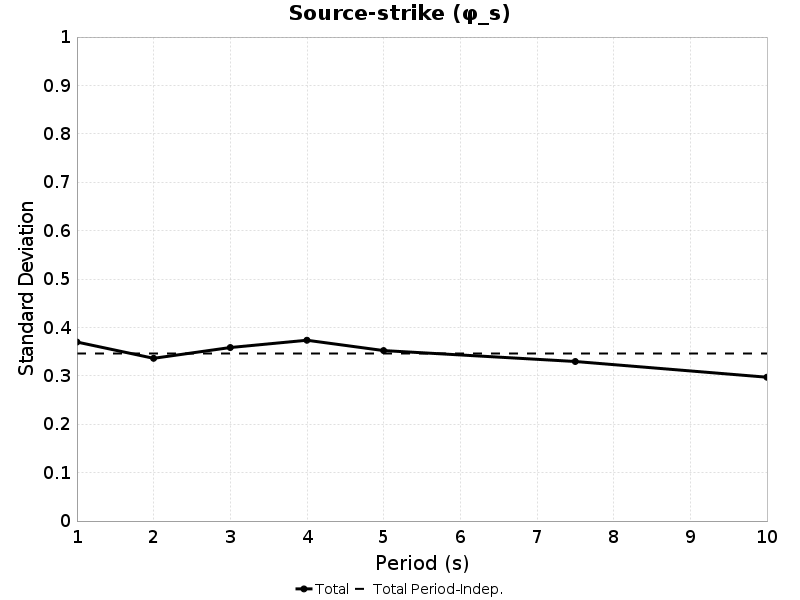 Source-strike (φ_s)
Standard Deviation
1
0.9
0.8
0.7
0.6
0.5
0.4
0.3
0.2
0.1
0
1 2 3 4 5 6 7 8 9 10
Period (s)
Total Total Period-Indep.